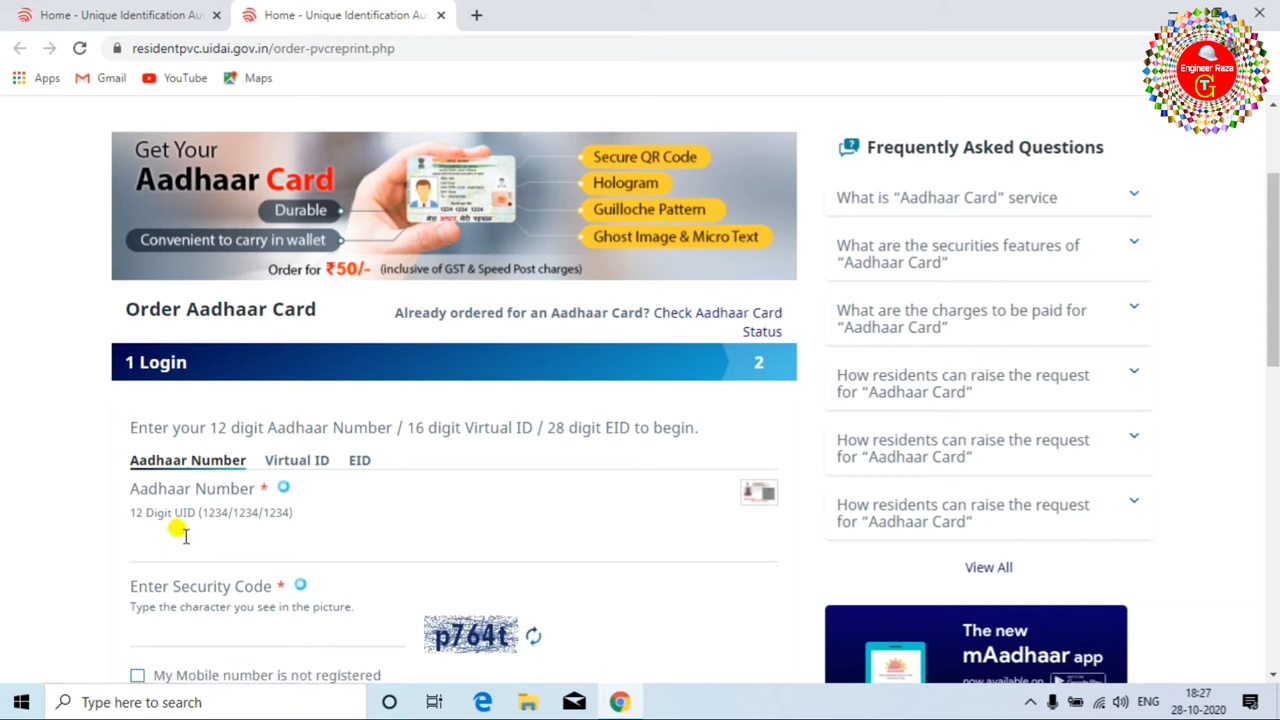 Home - Unique Identification Au
Home - Unique Identification Au
residentpvc.uidai.gov.in/order-pvcreprint.php
Apps
Gmail
YouTube
Maps
Engineer Raza
T
G
Get Your
Aadhaar Card
Durable
Convenient to carry in wallet
Secure QR Code
Hologram
Guilloche Pattern
Ghost Image & Micro Text
1234 1234 1234
Order for ₹50/- (inclusive of GST & Speed Post charges)
Order Aadhaar Card
Already ordered for an Aadhaar Card? Check Aadhaar Card
Status
1 Login
2
Enter your 12 digit Aadhaar Number / 16 digit Virtual ID / 28 digit EID to begin.
Aadhaar Number
Virtual ID
EID
Aadhaar Number *
12 Digit UID (1234/1234/1234)
Enter Security Code *
Type the character you see in the picture.
p764t
My Mobile number is not registered
Frequently Asked Questions
What is “Aadhaar Card” service
What are the securities features of
“Aadhaar Card”
What are the charges to be paid for
“Aadhaar Card”
How residents can raise the request
for “Aadhaar Card”
How residents can raise the request
for “Aadhaar Card”
How residents can raise the request
for “Aadhaar Card”
View All
The new
mAadhaar app
now available on
Type here to search
ENG
18:27
28-10-2020